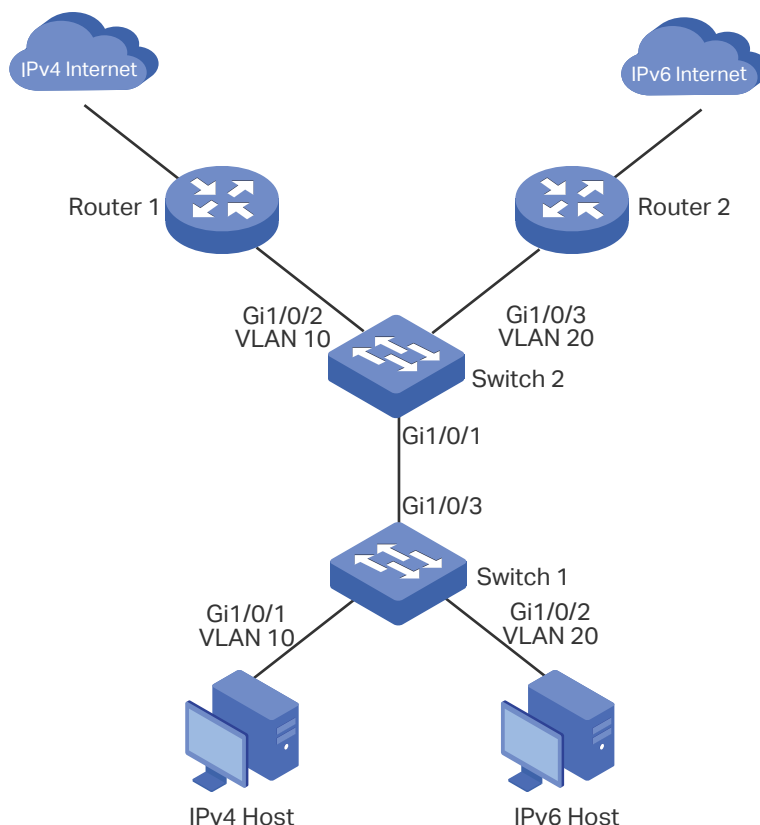 IPv4 Internet
IPv6 Internet
Router 1
Router 2
Gi1/0/2
VLAN 10
Gi1/0/3
VLAN 20
Switch 2
Gi1/0/1
Gi1/0/3
Switch 1
Gi1/0/1
VLAN 10
Gi1/0/2
VLAN 20
IPv4 Host
IPv6 Host